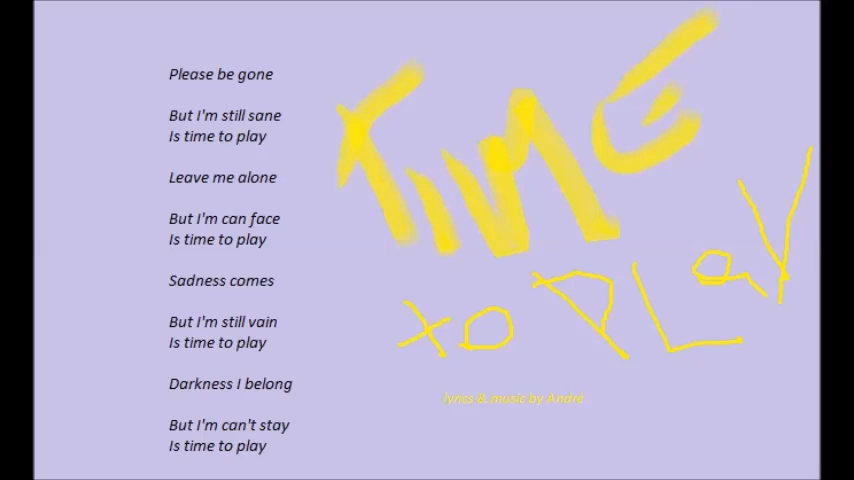 Please be gone
But I'm still sane
Is time to play
Leave me alone
But I'm can face
Is time to play
Sadness comes
But I'm still vain
Is time to play
Darkness I belong
But I'm can't stay
Is time to play
TIME
to PLaY
lyrics & music by André